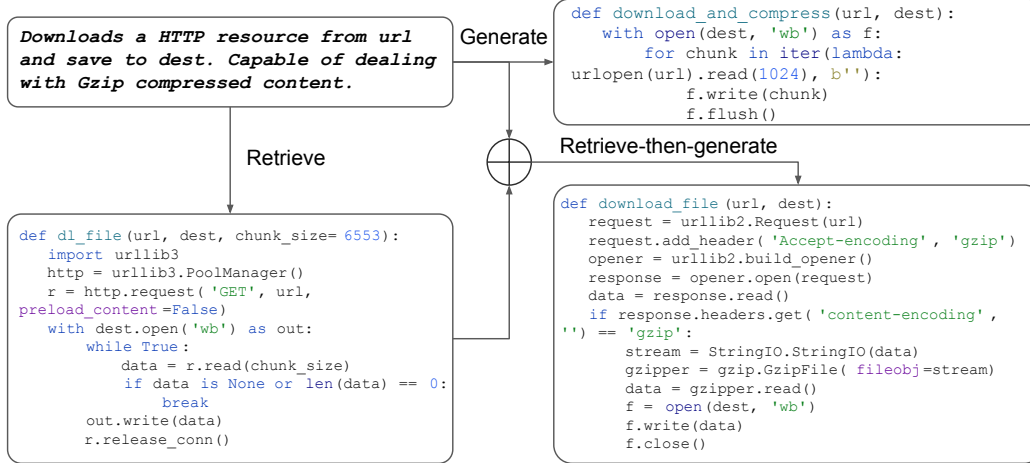 Downloads a HTTP resource from url
and save to dest. Capable of dealing
with Gzip compressed content.
Generate
def download_and_compress(url, dest):
with open(dest, 'wb') as f:
for chunk in iter(lambda:
urlopen(url).read(1024), b''):
f.write(chunk)
f.flush()
Retrieve
Retrieve-then-generate
def dl_file(url, dest, chunk_size= 6553):
import urllib3
http = urllib3.PoolManager()
r = http.request( 'GET', url,
preload_content =False)
with dest.open('wb') as out:
while True:
data = r.read(chunk_size)
if data is None or len(data) == 0:
break
out.write(data)
r.release_conn()
def download_file (url, dest):
request = urllib2.Request(url)
request.add_header( 'Accept-encoding' , 'gzip')
opener = urllib2.build_opener()
response = opener.open(request)
data = response.read()
if response.headers.get( 'content-encoding' ,
'') == 'gzip':
stream = StringIO.StringIO(data)
gzipper = gzip.GzipFile( fileobj=stream)
data = gzipper.read()
f = open(dest, 'wb')
f.write(data)
f.close()